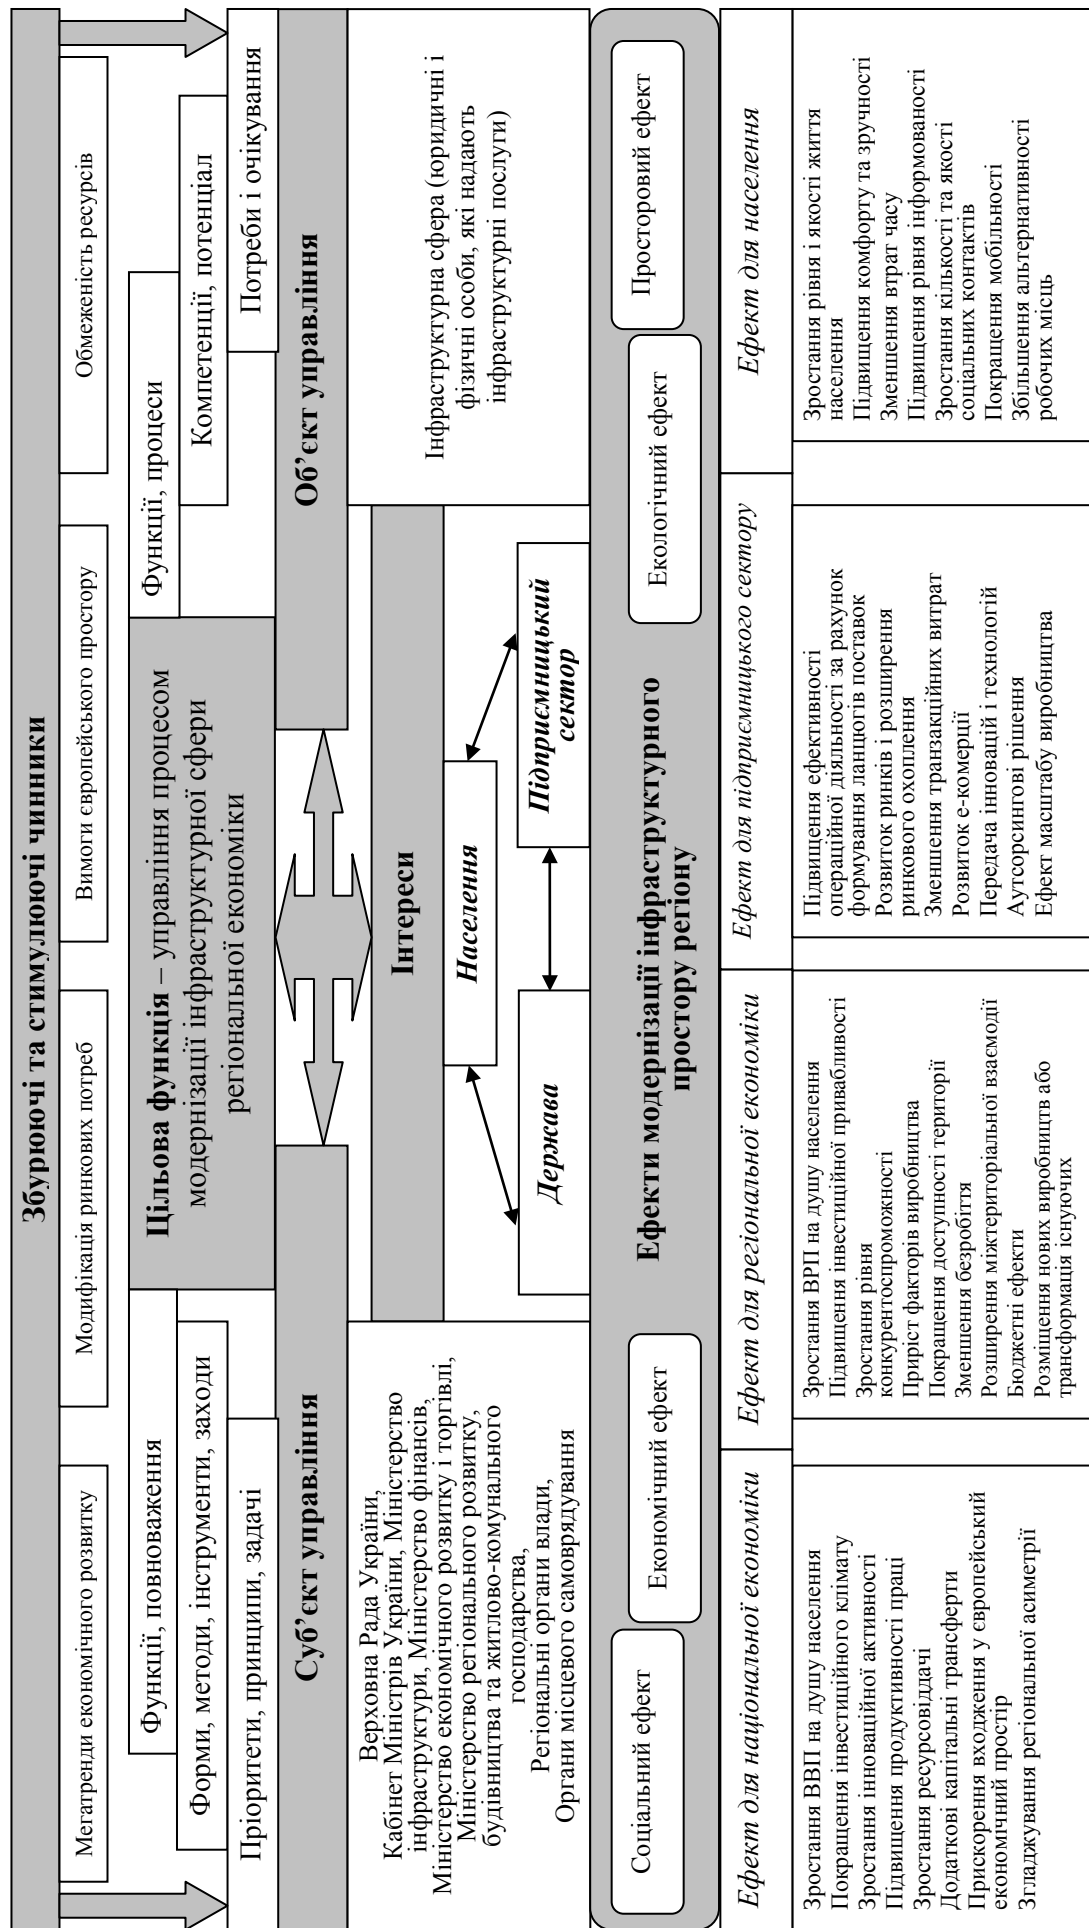 Збурюючі та стимулюючі чинники
Мегатренди економічного розвитку
Модифікація ринкових потреб
Вимоги європейського простору
Обмеженість ресурсів
Функції, повноваження
Форми, методи, інструменти, заходи
Пріоритети, принципи, задачі
Цільова функція – управління процесом
модернізації інфраструктурної сфери
регіональної економіки
Функції, процеси
Компетенції, потенціал
Потреби і очікування
Суб’єкт управління
Об’єкт управління
Верховна Рада України,
Кабінет Міністрів України, Міністерство
інфраструктури, Міністерство фінансів,
Міністерство економічного розвитку і торгівлі,
Міністерство регіонального розвитку,
будівництва та житлово-комунального
господарства,
Регіональні органи влади,
Органи місцевого самоврядування
Інтереси
Населення
Держава
Підприємницький
сектор
Інфраструктурна сфера (юридичні і
фізичні особи, які надають
інфраструктурні послуги)
Ефекти модернізації інфраструктурного
простору регіону
Соціальний ефект
Економічний ефект
Екологічний ефект
Просторовий ефект
Ефект для національної економіки
Зростання ВВП на душу населення
Покращення інвестиційного клімату
Зростання інноваційної активності
Підвищення продуктивності праці
Зростання ресурсовіддачі
Додаткові капітальні трансферти
Прискорення входження у європейський
економічний простір
Згладжування регіональної асиметрії
Ефект для регіональної економіки
Зростання ВРП на душу населення
Підвищення інвестиційної привабливості
Зростання рівня
конкурентоспроможності
Приріст факторів виробництва
Покращення доступності території
Зменшення безробіття
Розширення міжтериторіальної взаємодії
Бюджетні ефекти
Розміщення нових виробництв або
трансформація існуючих
Ефект для підприємницького сектору
Підвищення ефективності
операційної діяльності за рахунок
формування ланцюгів поставок
Розвиток ринків і розширення
ринкового охоплення
Зменшення транзакційних витрат
Розвиток е-комерції
Передача інновацій і технологій
Аутсорсингові рішення
Ефект масштабу виробництва
Ефект для населення
Зростання рівня і якості життя
населення
Підвищення комфорту та зручності
Зменшення втрат часу
Підвищення рівня інформованості
Зростання кількості та якості
соціальних контактів
Покращення мобільності
Збільшення альтернативності
робочих місць